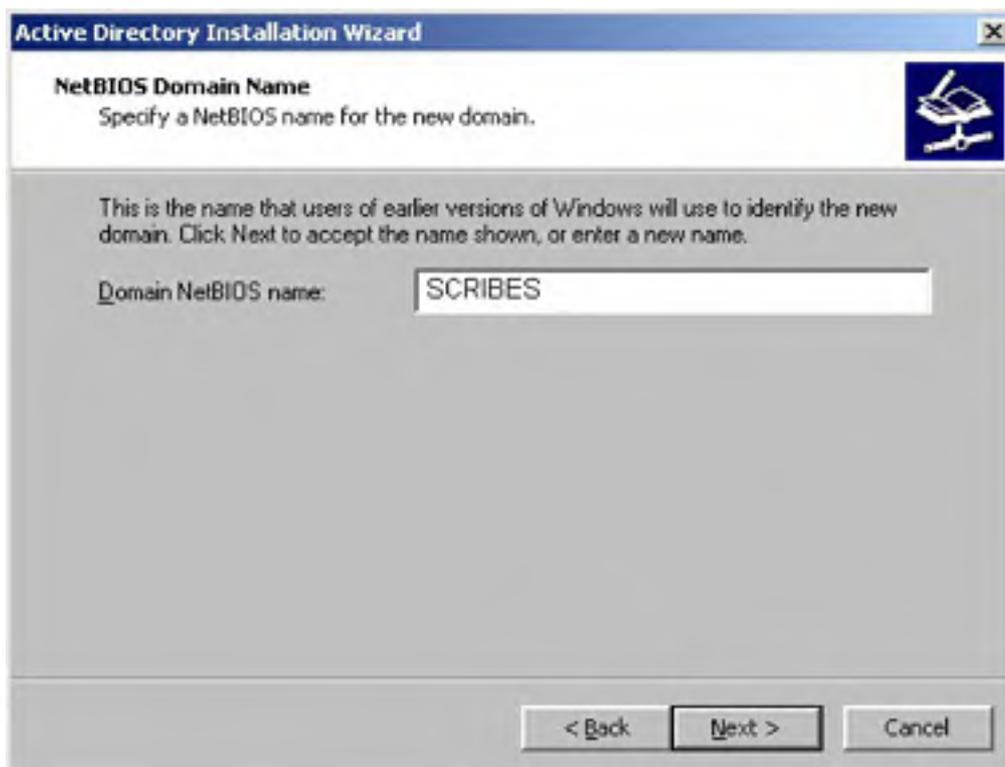 Active Directory Installation Wizard
NetBIOS Domain Name
Specify a NetBIOS name for the new domain.
This is the name that users of earlier versions of Windows will use to identify the new
domain. Click Next to accept the name shown, or enter a new name.
Domain NetBIOS name: SCRIBES
< Back Next > Cancel